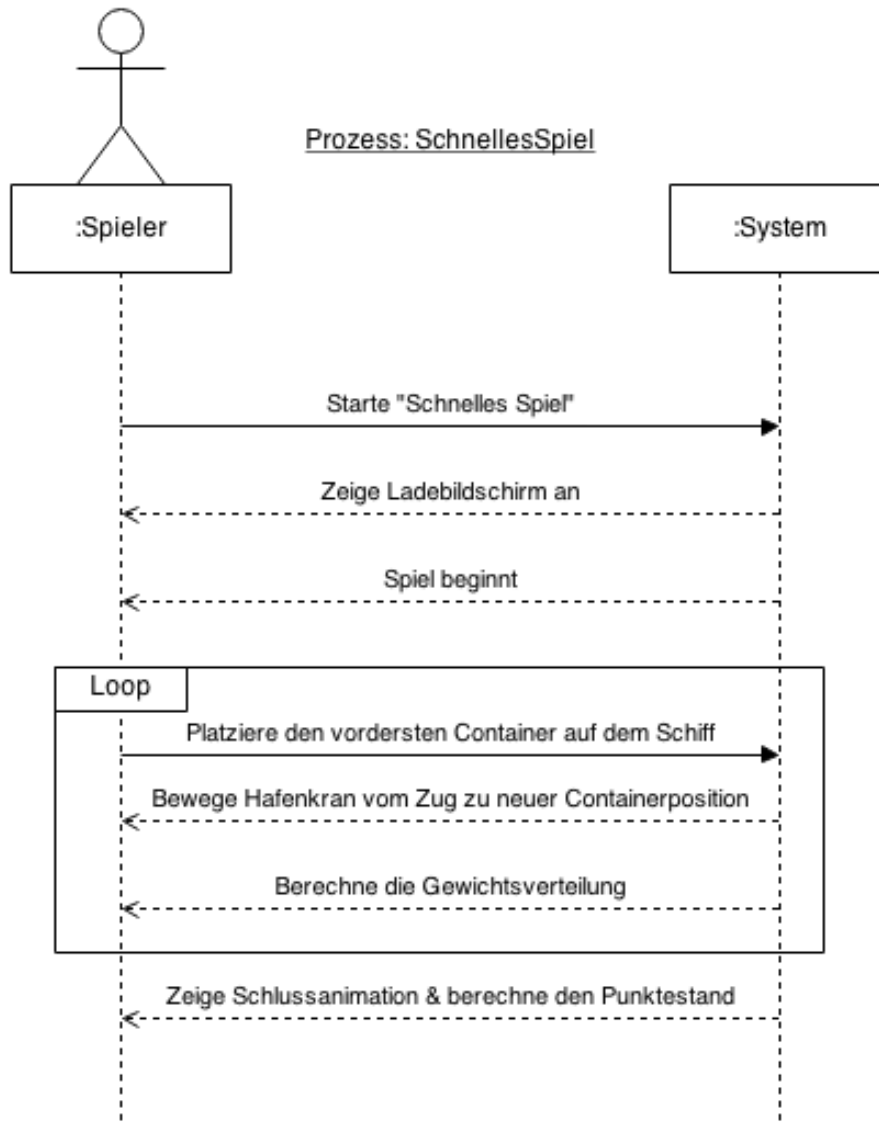 Prozess: SchnellesSpiel
:Spieler
:System
Starte "Schnelles Spiel"
Zeige Ladebildschirm an
Spiel beginnt
Loop
Platziere den vordersten Container auf dem Schiff
Bewege Hafenkran vom Zug zu neuer Containerposition
Berechne die Gewichtsverteilung
Zeige Schlussanimation & berechne den Punktestand